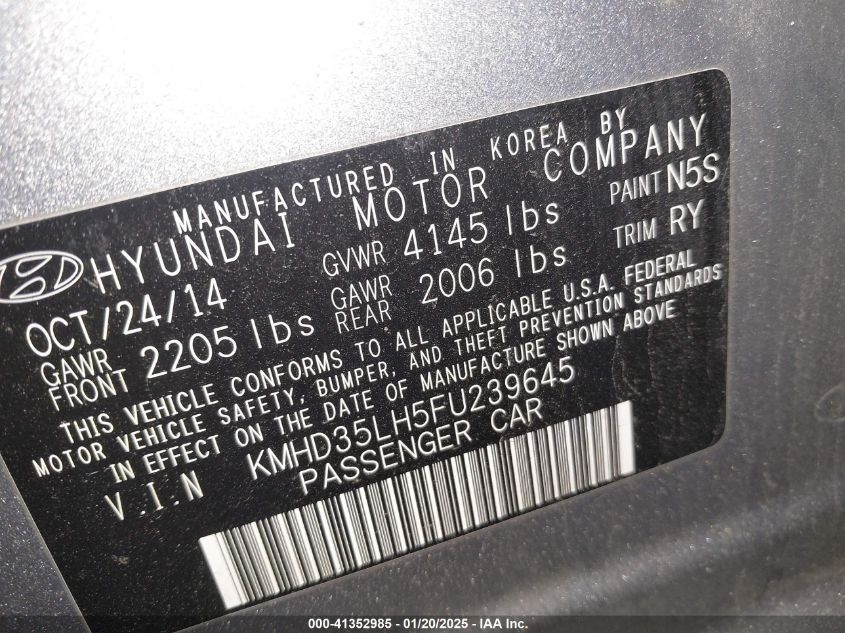 MANUFACTURED IN KOREA BY
HYUNDAI MOTOR COMPANY
OCT/24/14 GVWR 4145 lbs PAINT N5S
GAWR FRONT 2205 lbs GAWR REAR 2006 lbs TRIM RY
THIS VEHICLE CONFORMS TO ALL APPLICABLE U.S.A. FEDERAL
MOTOR VEHICLE SAFETY, BUMPER, AND THEFT PREVENTION STANDARDS
IN EFFECT ON THE DATE OF MANUFACTURE SHOWN ABOVE
V.I.N KMHD35LH5FU239645
PASSENGER CAR
000-41352985 - 01/20/2025 - IAA Inc.